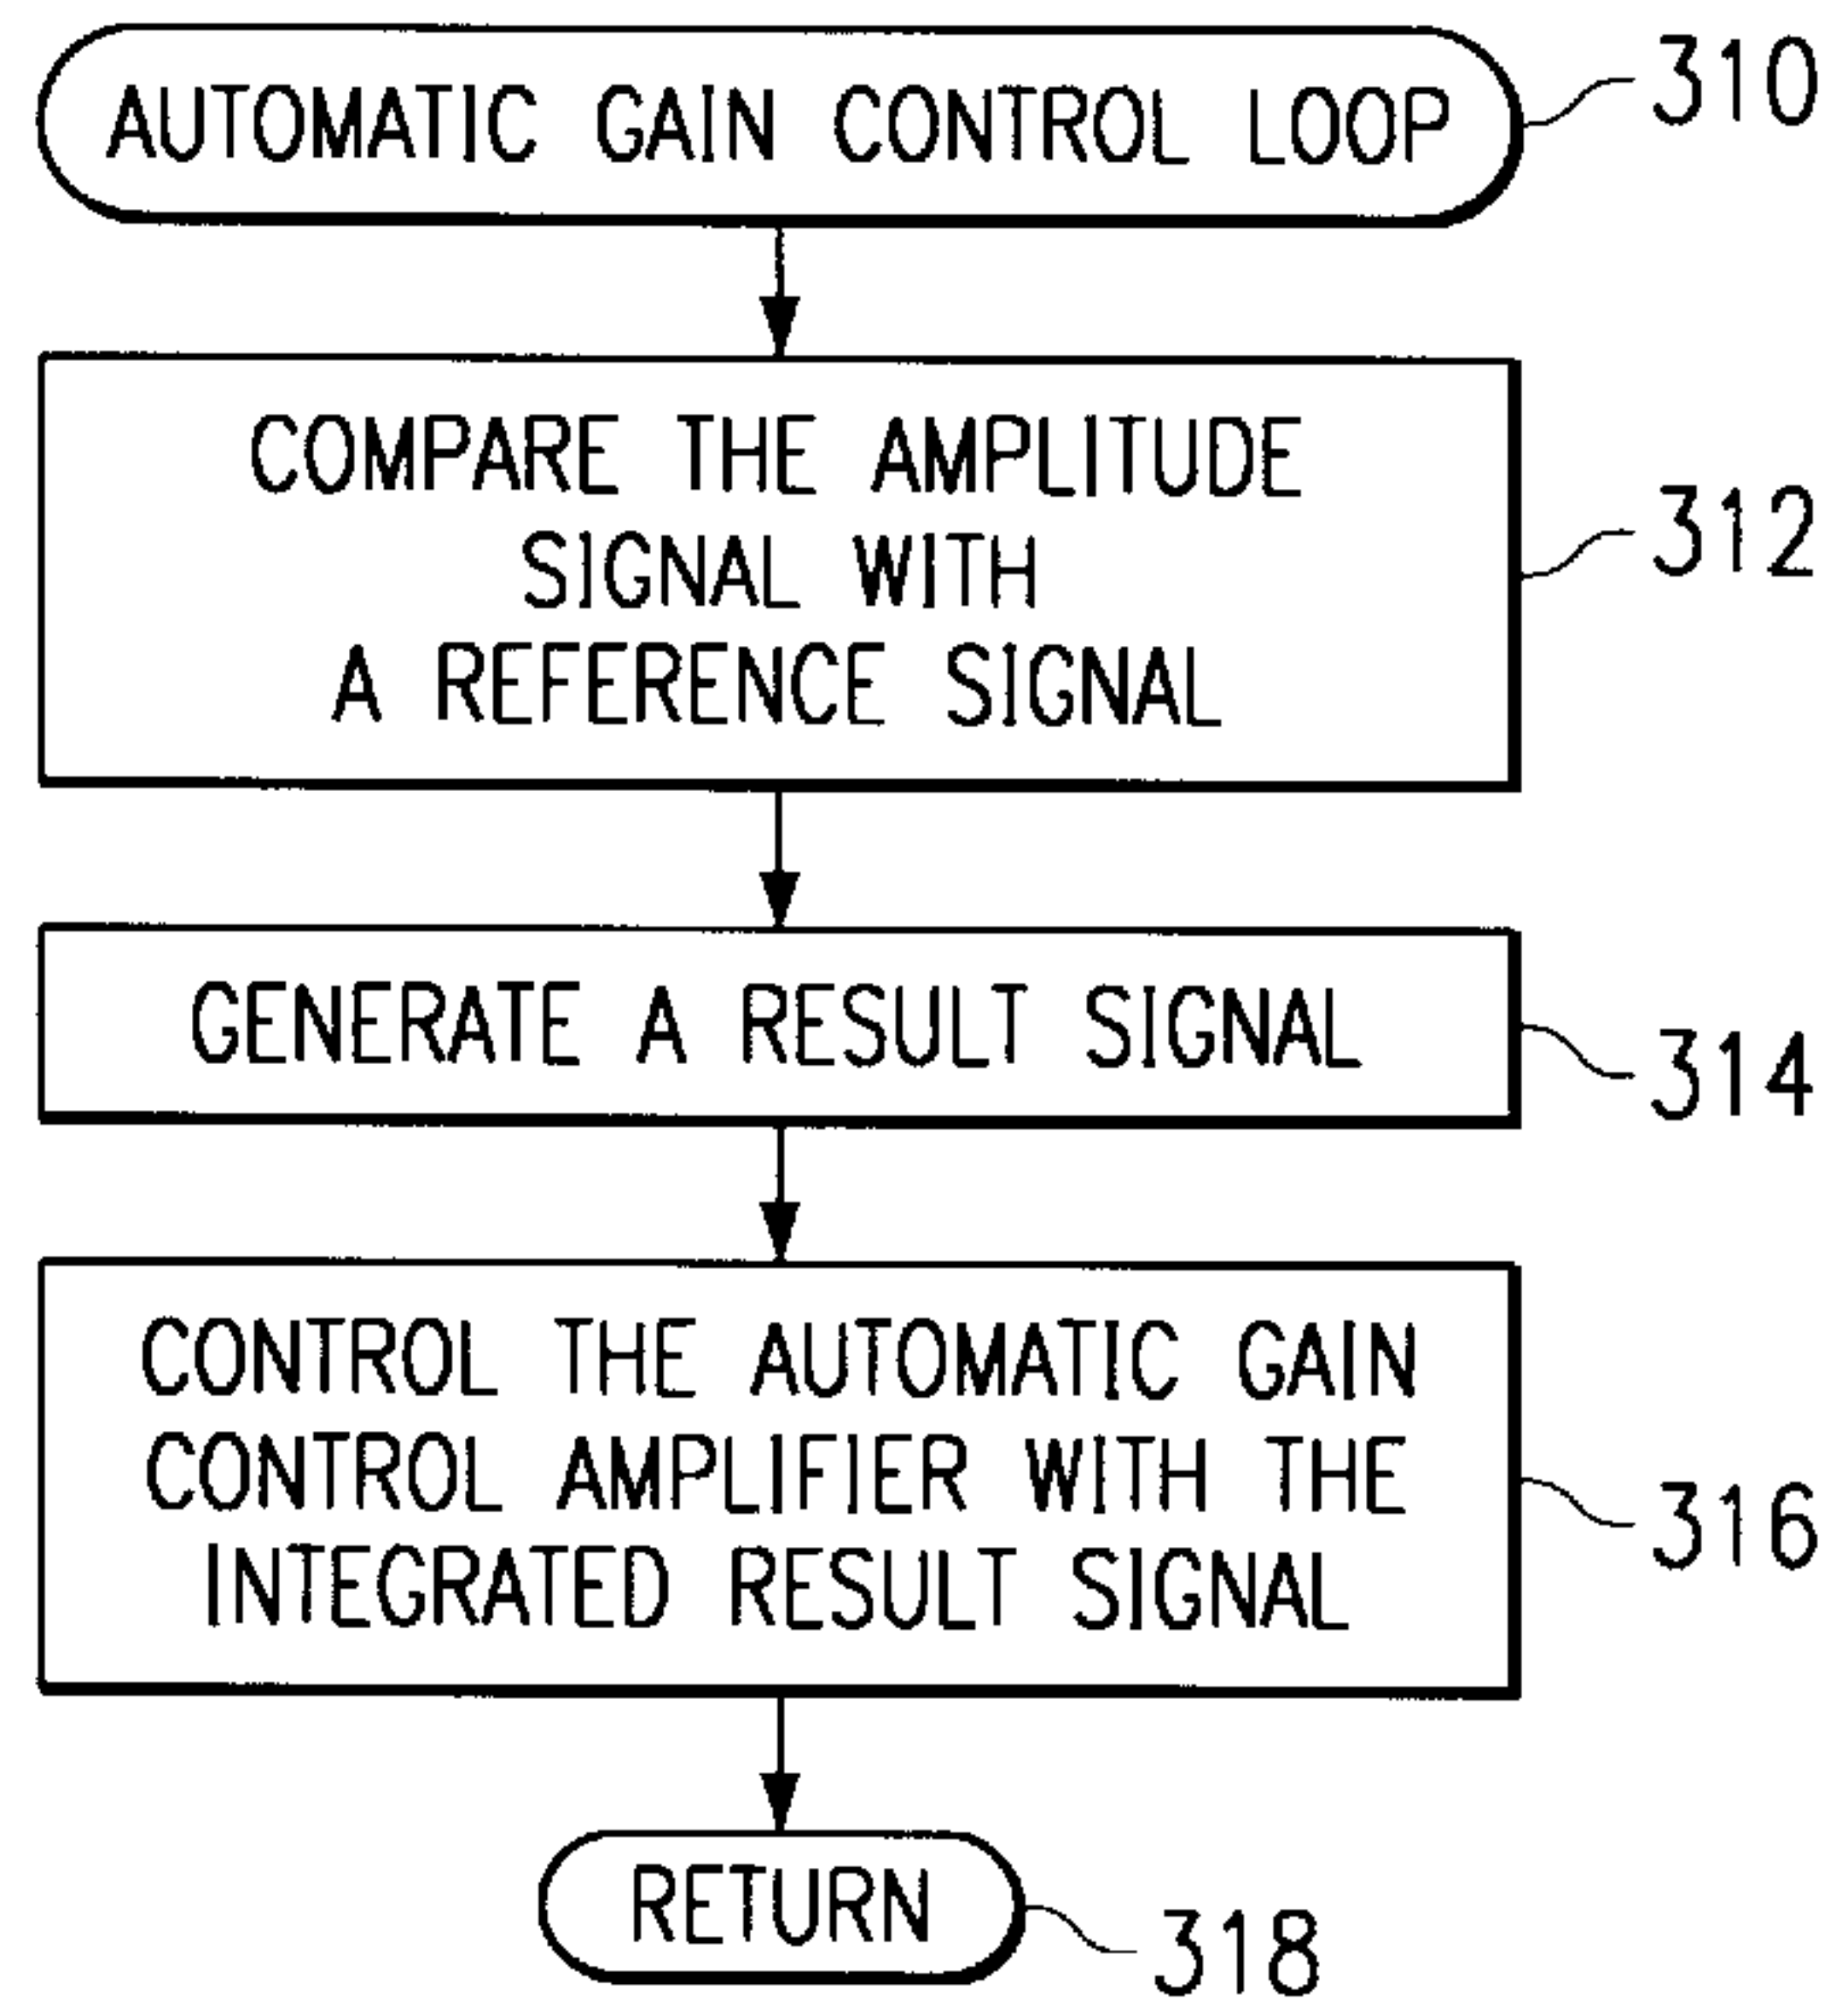 AUTOMATIC GAIN CONTROL LOOP
310
COMPARE THE AMPLITUDE
SIGNAL WITH
A REFERENCE SIGNAL
312
GENERATE A RESULT SIGNAL
314
CONTROL THE AUTOMATIC GAIN
CONTROL AMPLIFIER WITH THE
INTEGRATED RESULT SIGNAL
316
RETURN
318